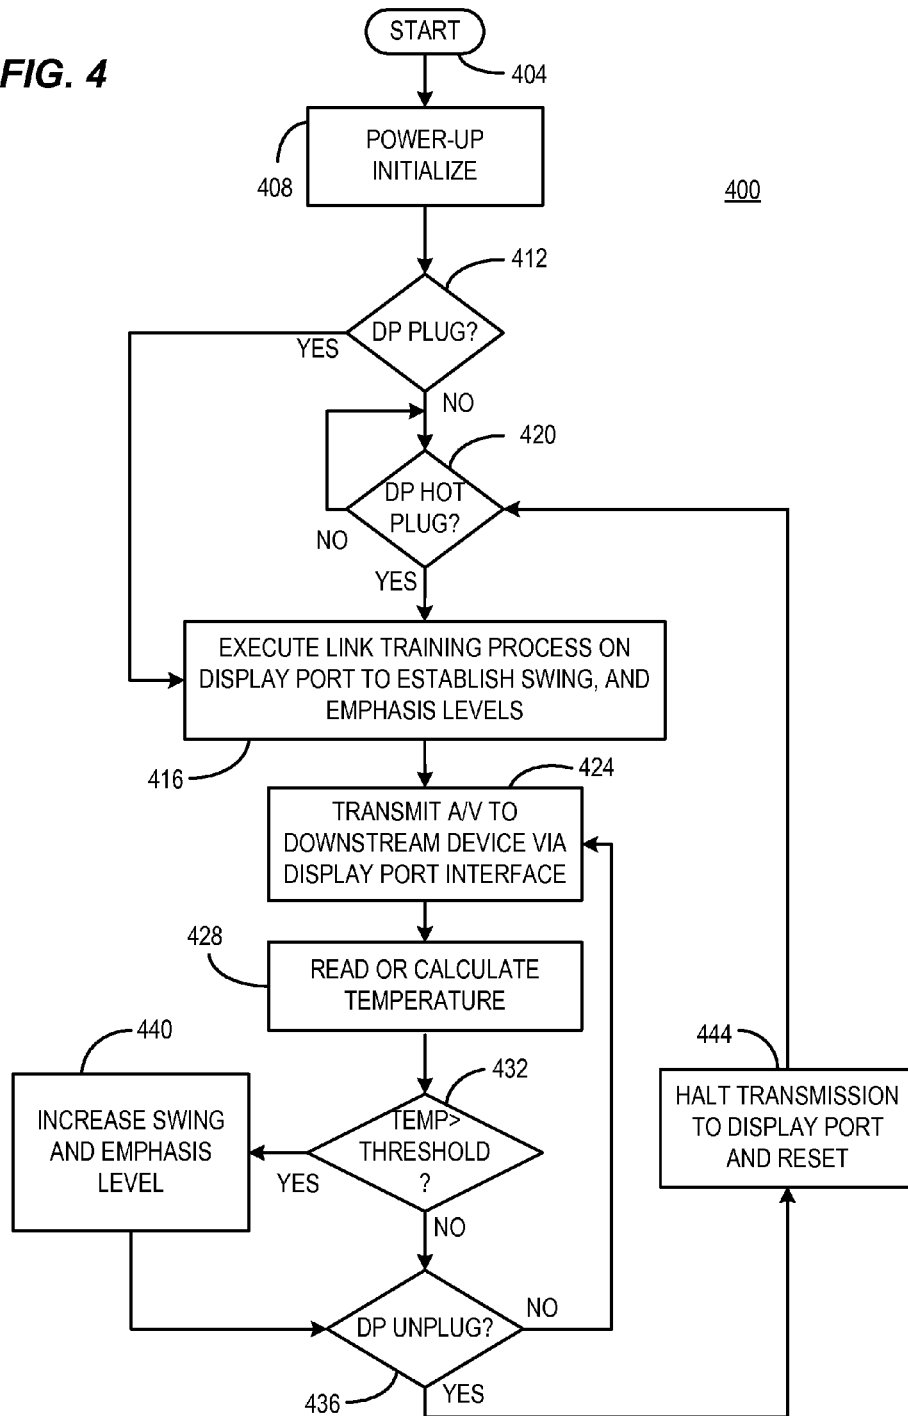 START
FIG. 4
404
POWER-UP
INITIALIZE
408
400
412
DP PLUG?
YES
NO
420
DP HOT
PLUG?
NO
YES
EXECUTE LINK TRAINING PROCESS ON
DISPLAY PORT TO ESTABLISH SWING, AND
EMPHASIS LEVELS
416
424
TRANSMIT A/V TO
DOWNSTREAM DEVICE VIA
DISPLAY PORT INTERFACE
428
READ OR CALCULATE
TEMPERATURE
440
444
432
INCREASE SWING
AND EMPHASIS
LEVEL
TEMP>
THRESHOLD
?
YES
NO
HALT TRANSMISSION
TO DISPLAY PORT
AND RESET
DP UNPLUG?
NO
YES
436